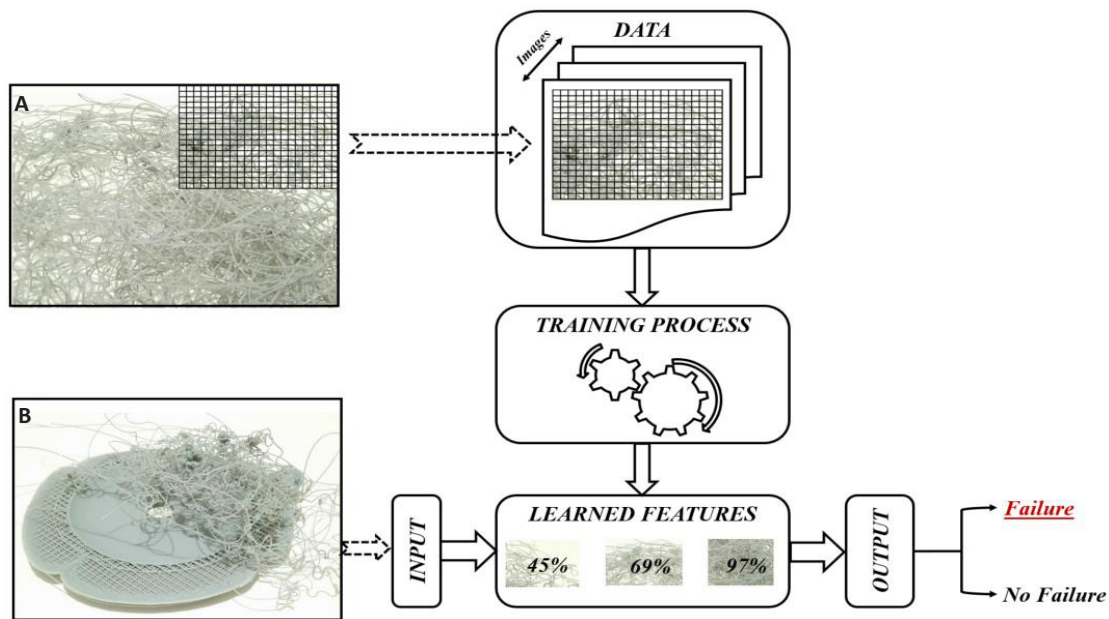 DATA
Images
A
TRAINING PROCESS
B
INPUT
LEARNED FEATURES
45%
69%
97%
OUTPUT
Failure
No Failure